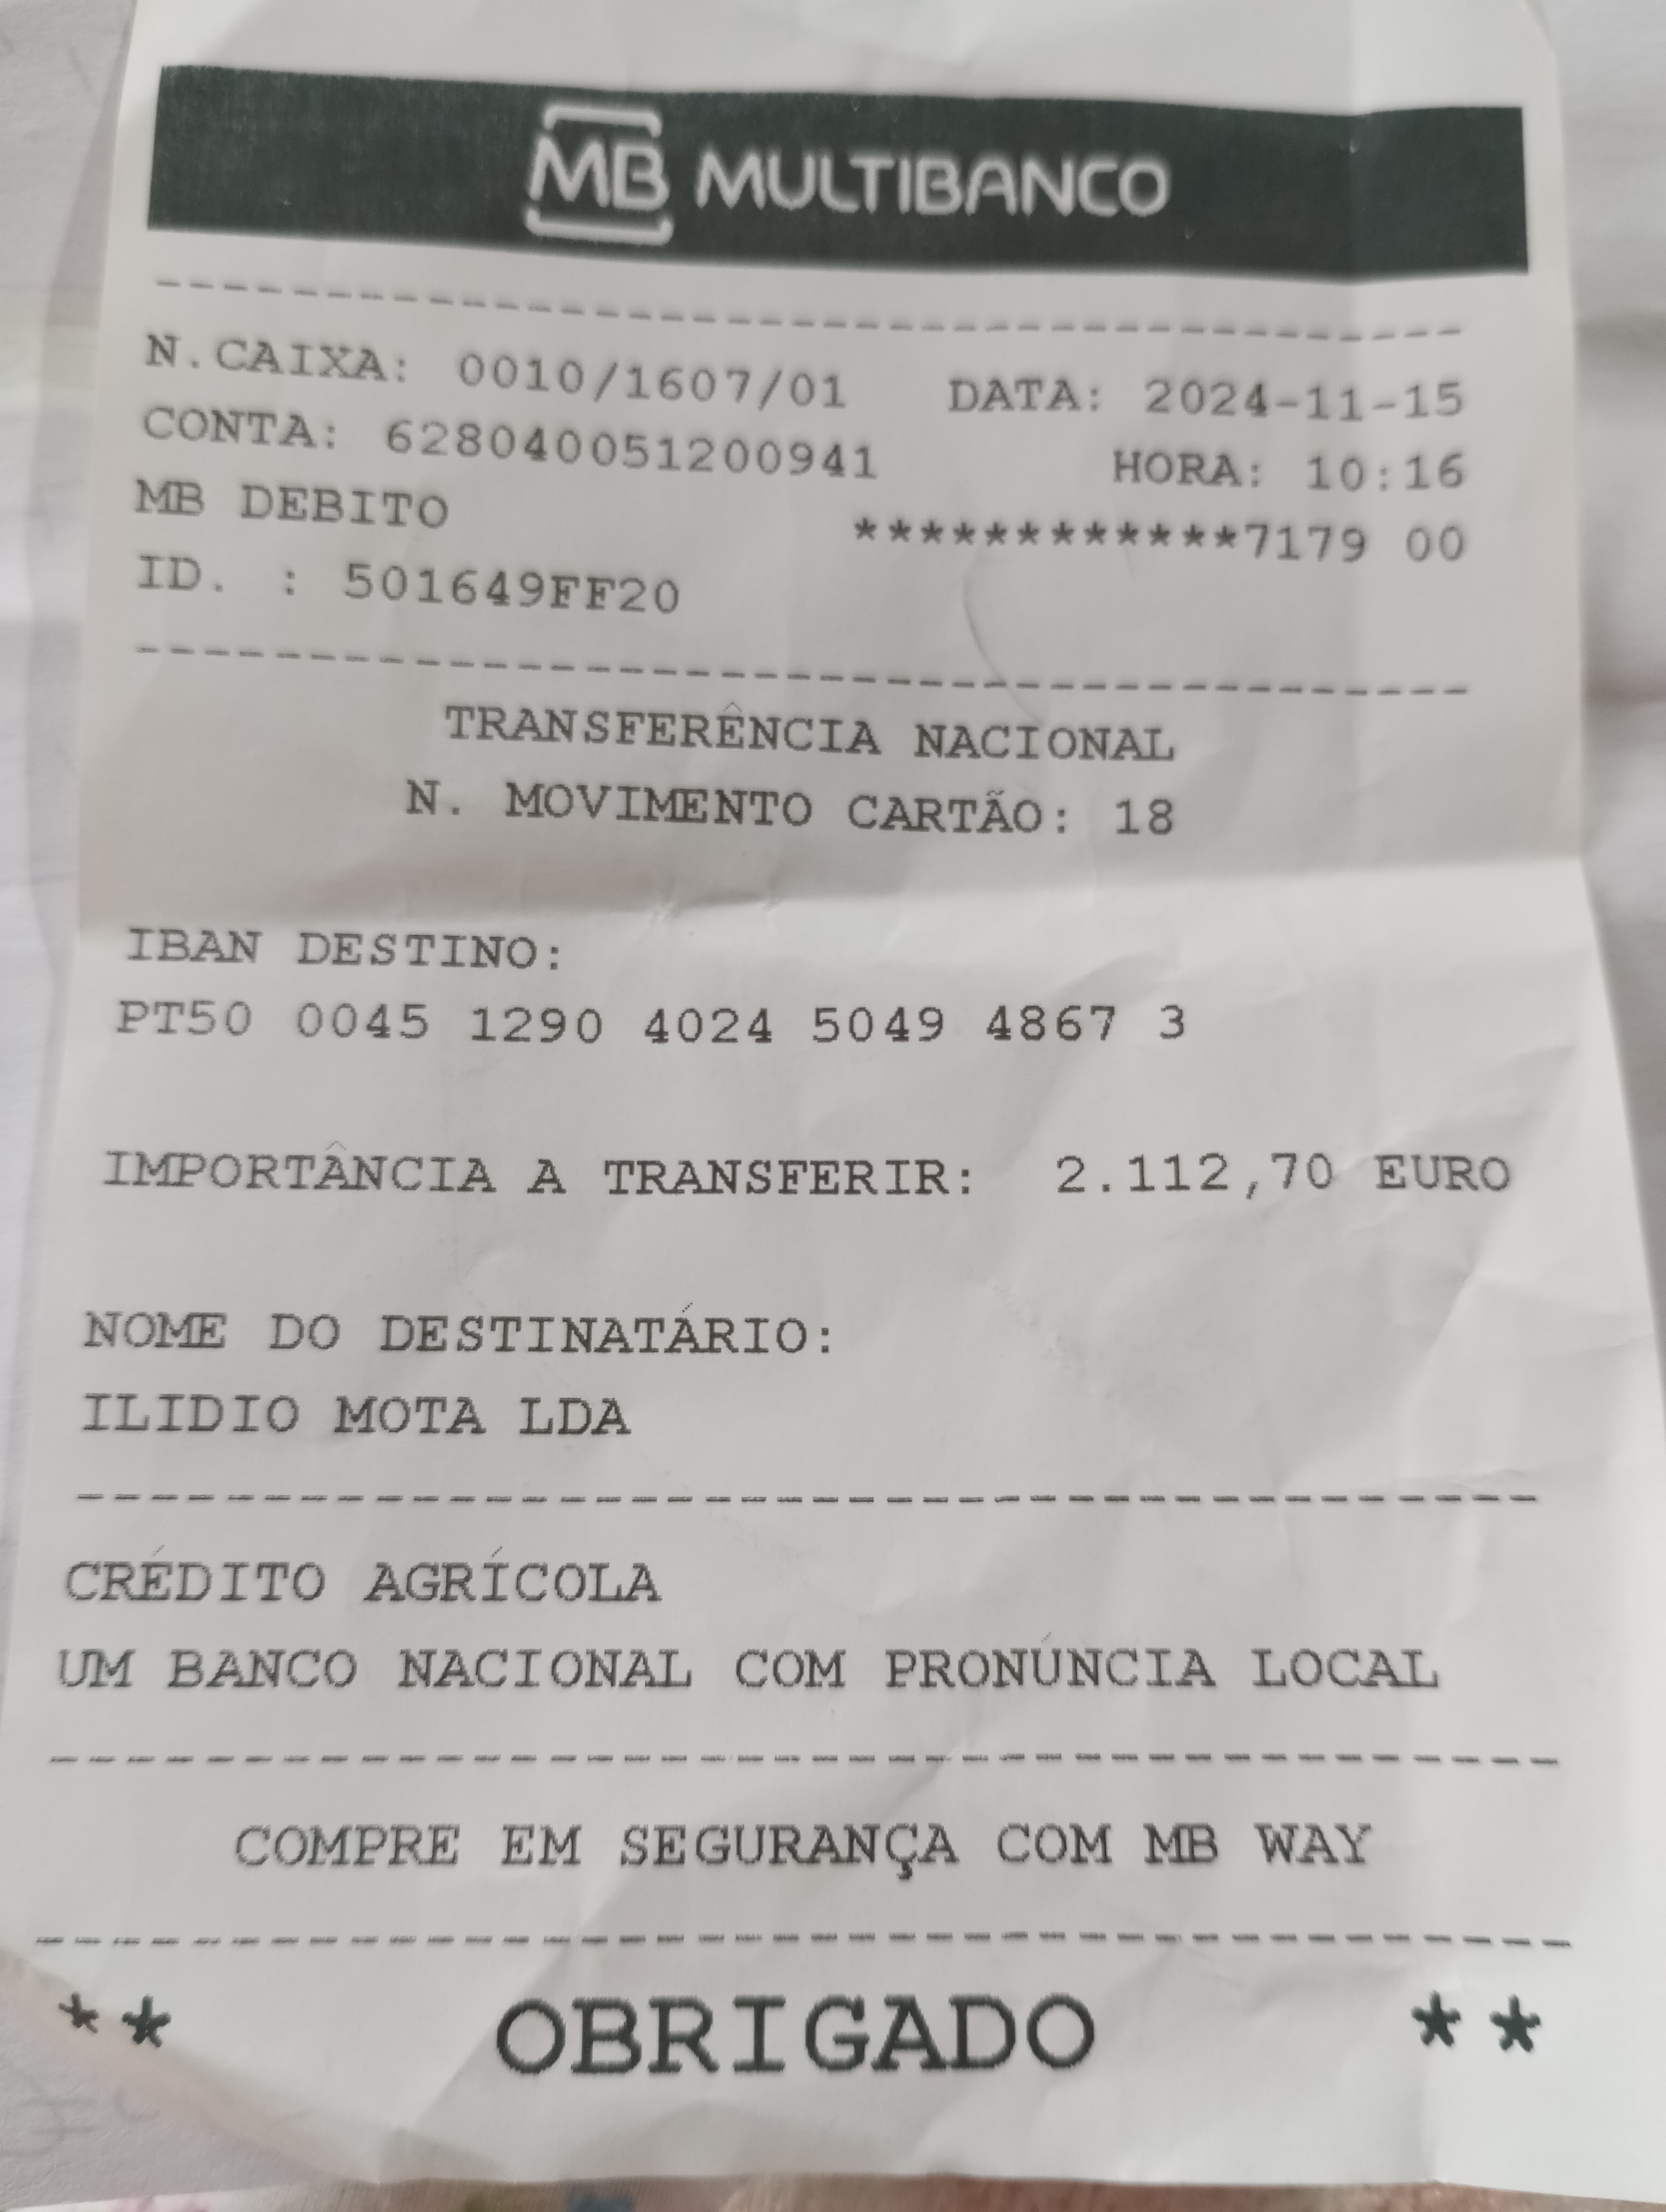 MB MULTIBANCO
N.CAIXA: 0010/1607/01 DATA: 2024-11-15
CONTA: 628040051200941 HORA: 10:16
MB DEBITO ************7179 00
ID. : 501649FF20
TRANSFERÊNCIA NACIONAL
N. MOVIMENTO CARTÃO: 18
IBAN DESTINO:
PT50 0045 1290 4024 5049 4867 3
IMPORTÂNCIA A TRANSFERIR: 2.112,70 EURO
NOME DO DESTINATÁRIO:
ILIDIO MOTA LDA
CRÉDITO AGRÍCOLA
UM BANCO NACIONAL COM PRONÚNCIA LOCAL
COMPRE EM SEGURANÇA COM MB WAY
** OBRIGADO **